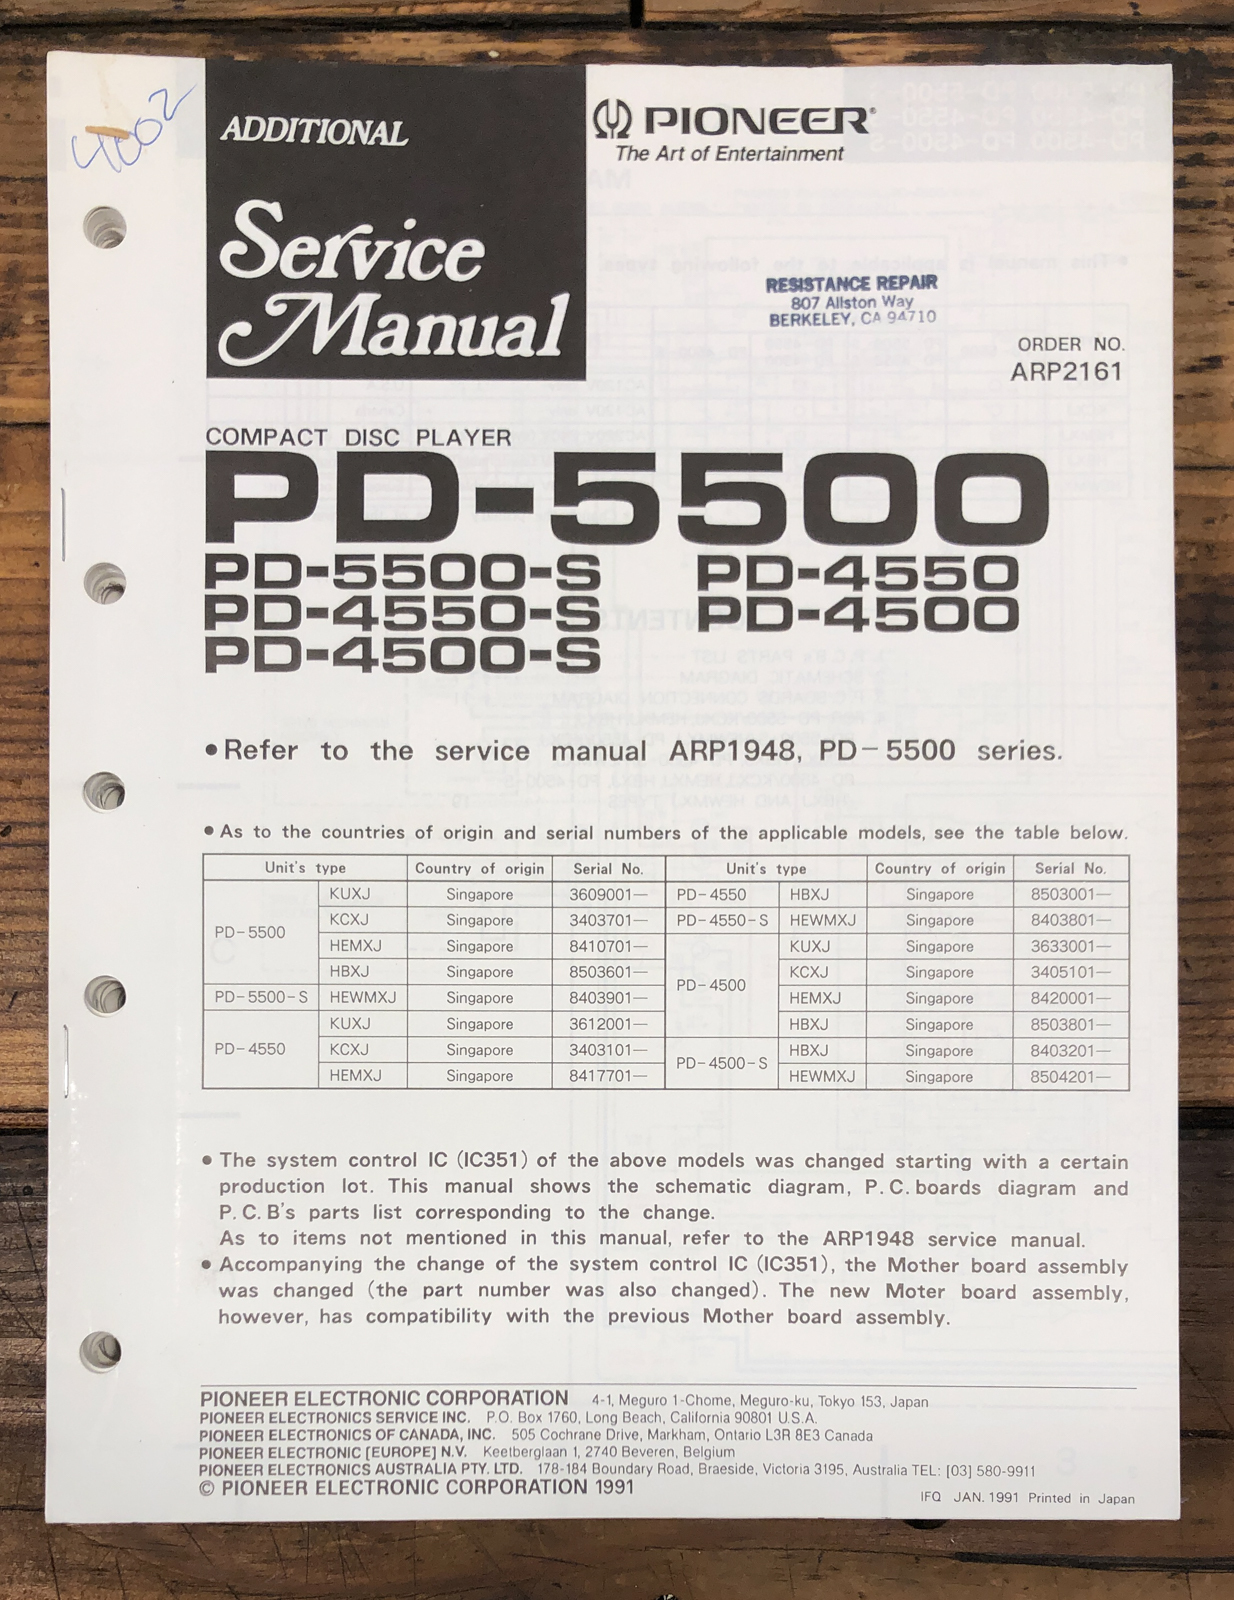 4002
ADDITIONAL
Service
Manual
PIONEER®
The Art of Entertainment
RESISTANCE REPAIR
807 Allston Way
BERKELEY, CA 94710
ORDER NO.
ARP2161
COMPACT DISC PLAYER
PD-5500
PD-5500-S PD-4550
PD-4550-S PD-4500
PD-4500-S
●Refer to the service manual ARP1948, PD-5500 series.
● As to the countries of origin and serial numbers of the applicable models, see the table below.
Unit's type Country of origin Serial No. Unit's type Country of origin Serial No.
KUXJ Singapore 3609001— PD-4550 HBXJ Singapore 8503001—
PD-5500 KCXJ Singapore 3403701— PD-4550-S HEWMXJ Singapore 8403801—
HEMXJ Singapore 8410701— KUXJ Singapore 3633001—
HBXJ Singapore 8503601— PD-4500 KCXJ Singapore 3405101—
PD-5500-S HEWMXJ Singapore 8403901— HEMXJ Singapore 8420001—
KUXJ Singapore 3612001— HBXJ Singapore 8503801—
PD-4550 KCXJ Singapore 3403101— PD-4500-S HBXJ Singapore 8403201—
HEMXJ Singapore 8417701— HEWMXJ Singapore 8504201—
● The system control IC (IC351) of the above models was changed starting with a certain
production lot. This manual shows the schematic diagram, P.C. boards diagram and
P.C.B's parts list corresponding to the change.
As to items not mentioned in this manual, refer to the ARP1948 service manual.
● Accompanying the change of the system control IC (IC351), the Mother board assembly
was changed (the part number was also changed). The new Moter board assembly,
however, has compatibility with the previous Mother board assembly.
PIONEER ELECTRONIC CORPORATION 4-1, Meguro 1-Chome, Meguro-ku, Tokyo 153, Japan
PIONEER ELECTRONICS SERVICE INC. P.O. Box 1760, Long Beach, California 90801 U.S.A.
PIONEER ELECTRONICS OF CANADA, INC. 505 Cochrane Drive, Markham, Ontario L3R 8E3 Canada
PIONEER ELECTRONIC [EUROPE] N.V. Keetberglaan 1, 2740 Beveren, Belgium
PIONEER ELECTRONICS AUSTRALIA PTY. LTD. 178-184 Boundary Road, Braeside, Victoria 3195, Australia TEL: [03] 580-9911
© PIONEER ELECTRONIC CORPORATION 1991
IFQ JAN. 1991 Printed in Japan